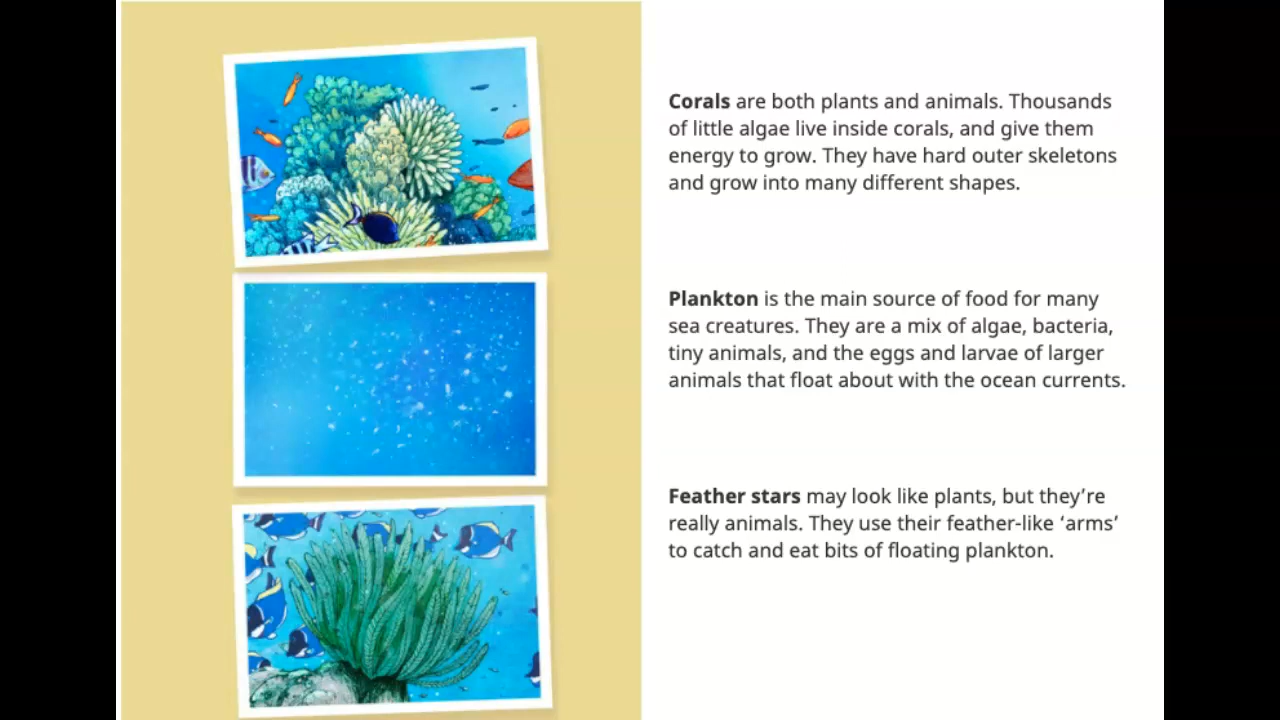 Corals are both plants and animals. Thousands
of little algae live inside corals, and give them
energy to grow. They have hard outer skeletons
and grow into many different shapes.
Plankton is the main source of food for many
sea creatures. They are a mix of algae, bacteria,
tiny animals, and the eggs and larvae of larger
animals that float about with the ocean currents.
Feather stars may look like plants, but they’re
really animals. They use their feather-like ‘arms’
to catch and eat bits of floating plankton.